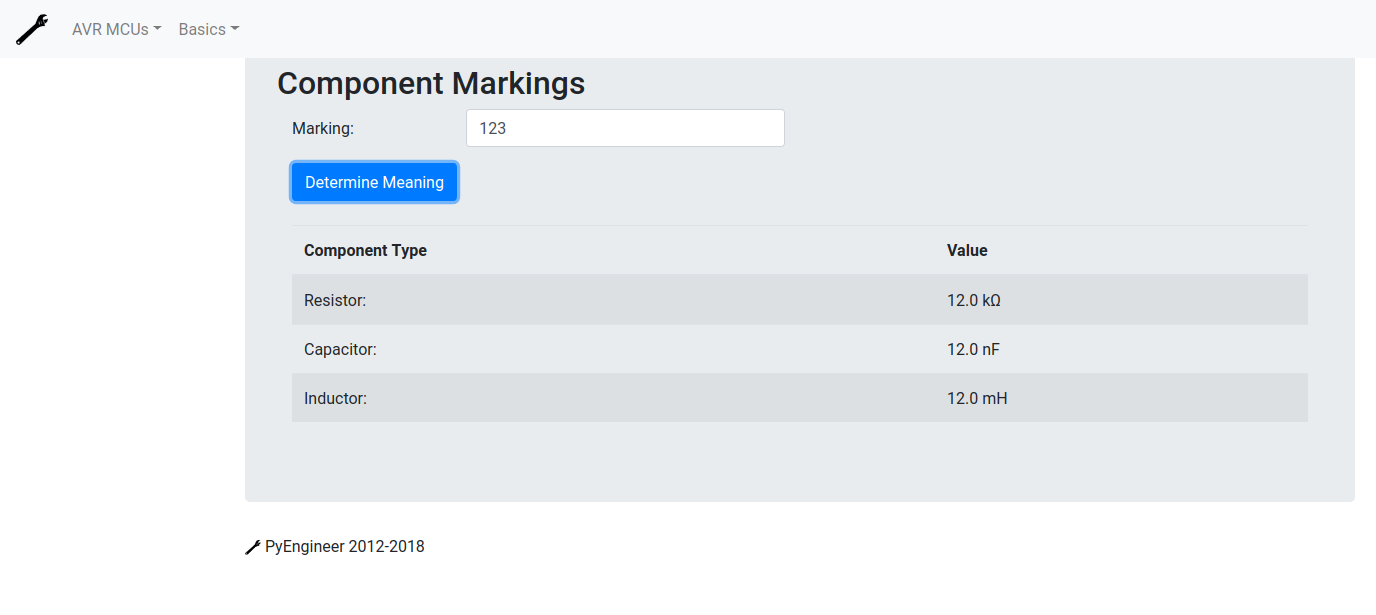 AVR MCUs Basics
Component Markings
Marking: 123
Determine Meaning
Component Type Value
Resistor: 12.0 kΩ
Capacitor: 12.0 nF
Inductor: 12.0 mH
PyEngineer 2012-2018